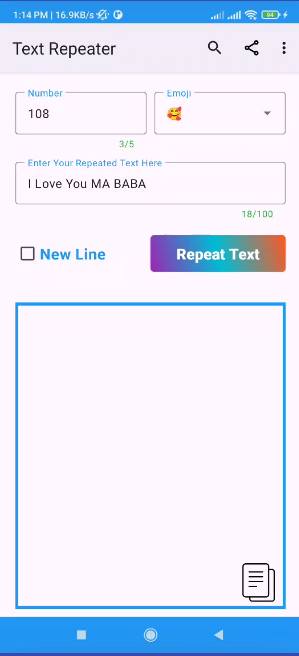 1:14 PM | 16.9KB/s
94
Text Repeater
Number
108
Emoji
🥰
3/5
Enter Your Repeated Text Here
I Love You MA BABA
18/100
New Line
Repeat Text